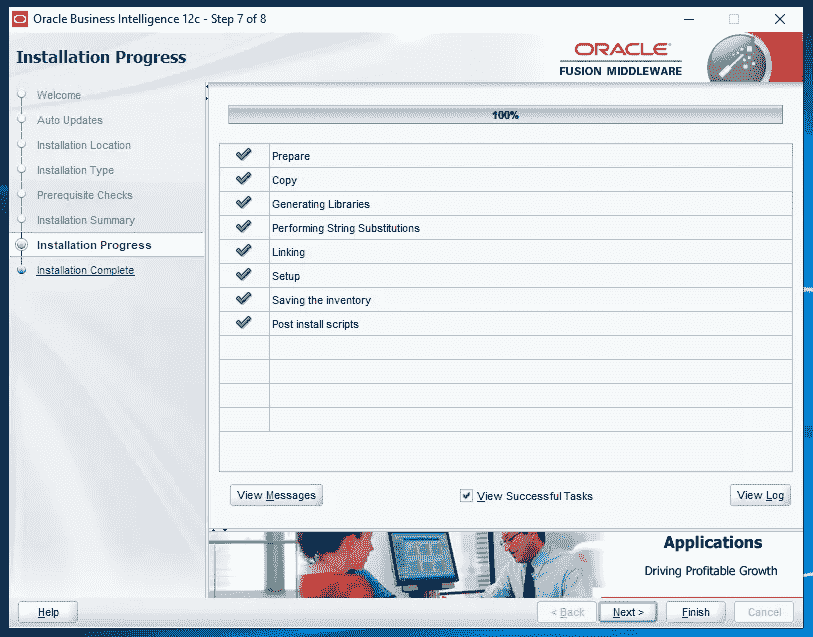 Oracle Business Intelligence 12c - Step 7 of 8
Installation Progress
ORACLE
FUSION MIDDLEWARE
Welcome
Auto Updates
Installation Location
Installation Type
Prerequisite Checks
Installation Summary
Installation Progress
Installation Complete
100%
Prepare
Copy
Generating Libraries
Performing String Substitutions
Linking
Setup
Saving the inventory
Post install scripts
View Messages
View Successful Tasks
View Log
Applications
Driving Profitable Growth
Help
< Back
Next >
Finish
Cancel